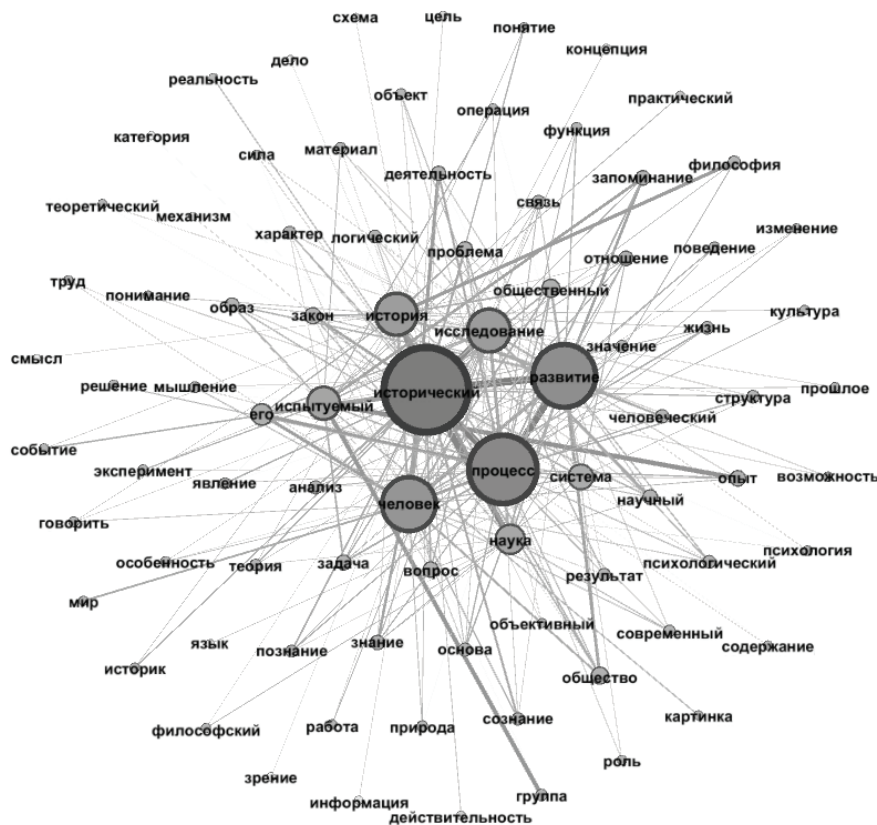 схема
цель
понятие
концепция
дело
реальность
объект
операция
практический
категория
сила
материал
функция
деятельность
запоминание
философия
теоретический
механизм
связь
характер
логический
проблема
отношение
поведение
изменение
труд
понимание
образ
закон
история
общественный
исследование
жизнь
культура
значение
смысл
решение
мышление
исторический
развитие
прошлое
его
испытуемый
человеческий
структура
событие
эксперимент
явление
анализ
человек
процесс
система
научный
опыт
возможность
говорить
особенность
теория
задача
вопрос
наука
результат
психологический
психология
мир
язык
познание
знание
основа
объективный
современный
содержание
историк
общество
философский
работа
природа
сознание
картинка
зрение
роль
информация
действительность
группа